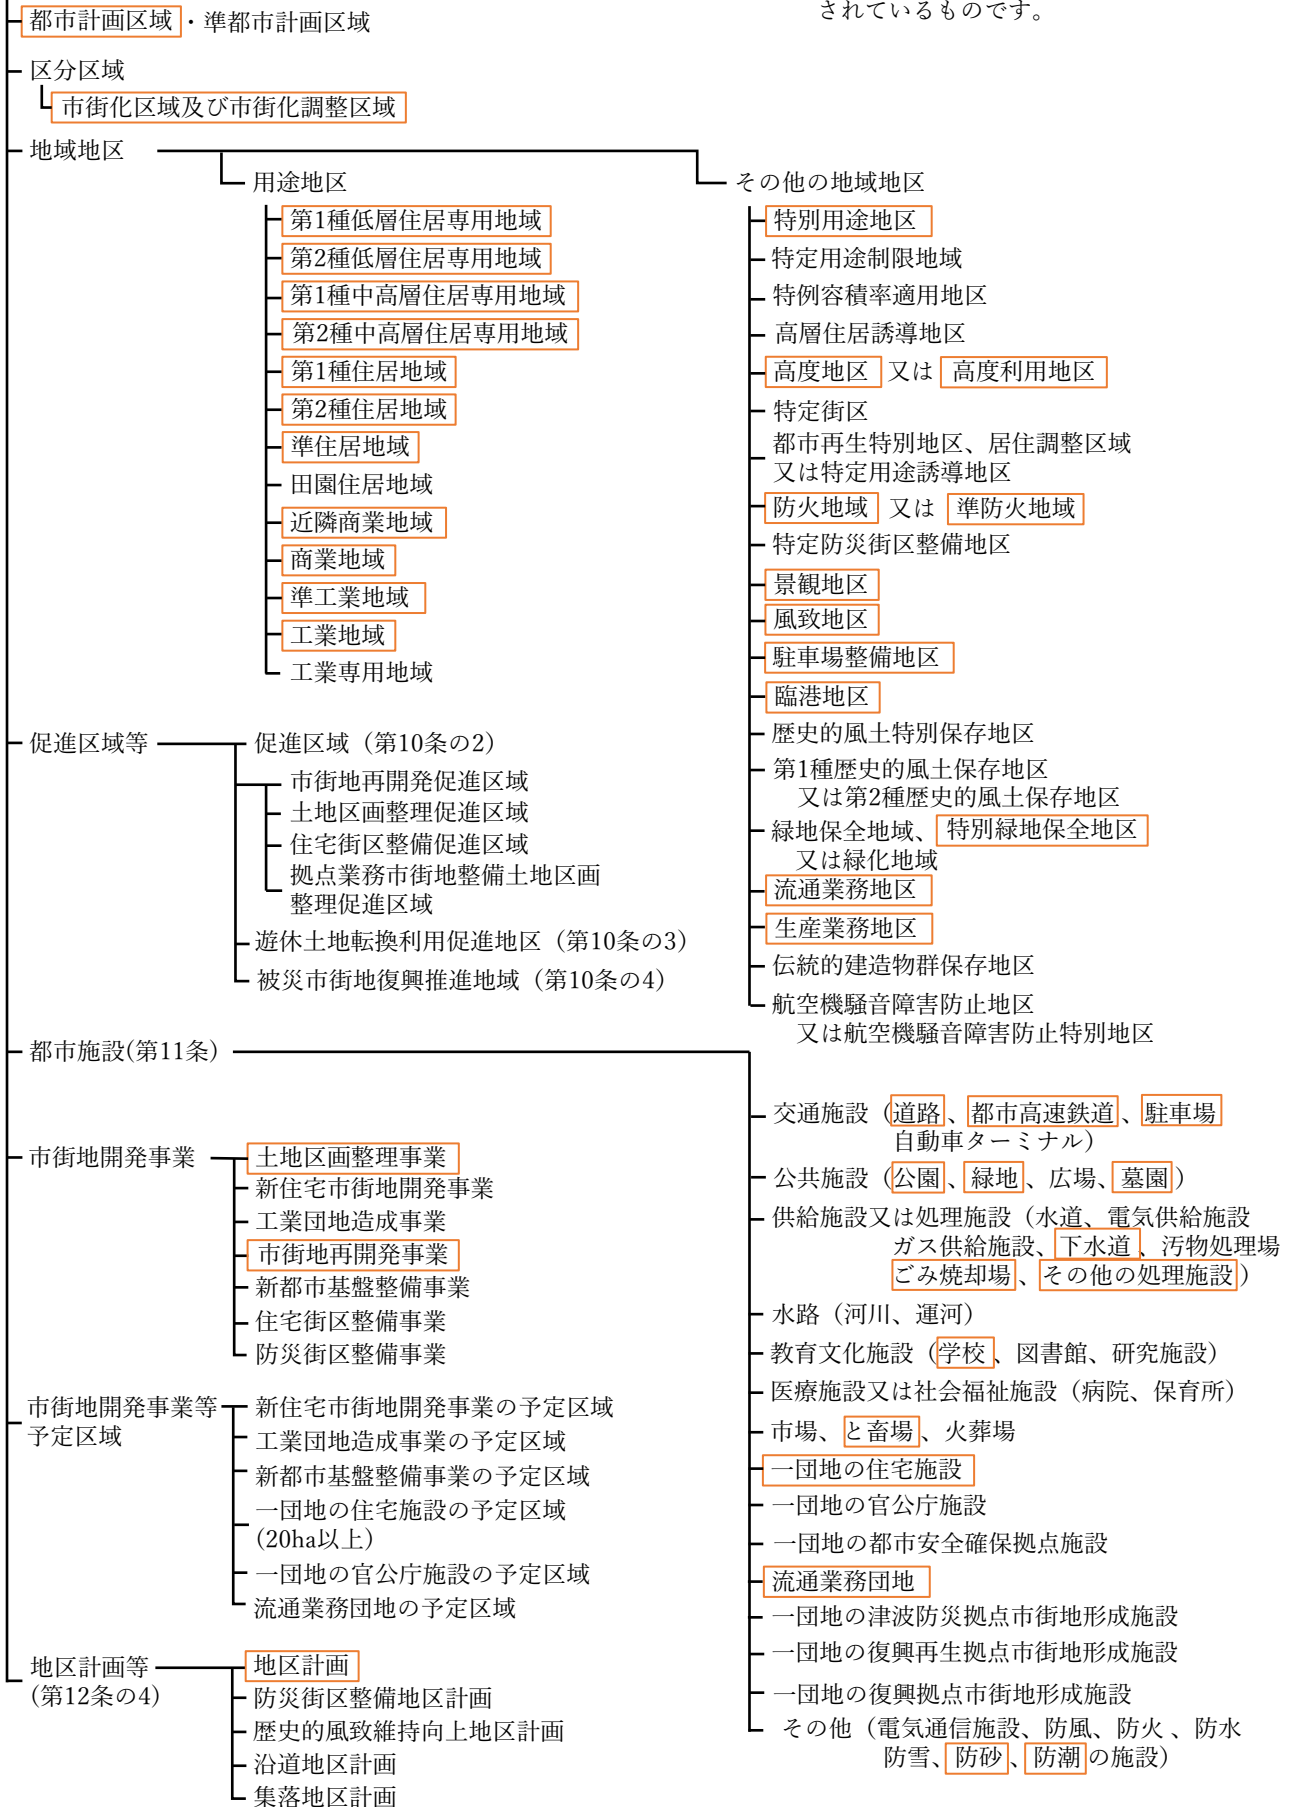 されているものです。
都市計画区域・準都市計画区域
区分区域
市街化区域及び市街化調整区域
地域地区
用途地区
第1種低層住居専用地域
第2種低層住居専用地域
第1種中高層住居専用地域
第2種中高層住居専用地域
第1種住居地域
第2種住居地域
準住居地域
田園住居地域
近隣商業地域
商業地域
準工業地域
工業地域
工業専用地域
その他の地域地区
特別用途地区
特定用途制限地域
特例容積率適用地区
高層住居誘導地区
高度地区 又は 高度利用地区
特定街区
都市再生特別地区、居住調整区域
又は特定用途誘導地区
防火地域 又は 準防火地域
特定防災街区整備地区
景観地区
風致地区
駐車場整備地区
臨港地区
歴史的風土特別保存地区
第1種歴史的風土保存地区
又は第2種歴史的風土保存地区
緑地保全地域、特別緑地保全地区
又は緑化地域
流通業務地区
生産業務地区
伝統的建造物群保存地区
航空機騒音障害防止地区
又は航空機騒音障害防止特別地区
促進区域等
促進区域（第10条の2）
市街地再開発促進区域
土地区画整理促進区域
住宅街区整備促進区域
拠点業務市街地整備土地区画
整理促進区域
遊休土地転換利用促進地区（第10条の3）
被災市街地復興推進地域（第10条の4）
都市施設(第11条)
交通施設（道路、都市高速鉄道、駐車場
自動車ターミナル）
公共施設（公園、緑地、広場、墓園）
供給施設又は処理施設（水道、電気供給施設
ガス供給施設、下水道、汚物処理場
ごみ焼却場、その他の処理施設）
水路（河川、運河）
教育文化施設（学校、図書館、研究施設）
医療施設又は社会福祉施設（病院、保育所）
市場、と畜場、火葬場
一団地の住宅施設
一団地の官公庁施設
一団地の都市安全確保拠点施設
流通業務団地
一団地の津波防災拠点市街地形成施設
一団地の復興再生拠点市街地形成施設
一団地の復興拠点市街地形成施設
その他（電気通信施設、防風、防火、防水
防雪、防砂、防潮の施設）
市街地開発事業
土地区画整理事業
新住宅市街地開発事業
工業団地造成事業
市街地再開発事業
新都市基盤整備事業
住宅街区整備事業
防災街区整備事業
市街地開発事業等
予定区域
新住宅市街地開発事業の予定区域
工業団地造成事業の予定区域
新都市基盤整備事業の予定区域
一団地の住宅施設の予定区域
(20ha以上）
一団地の官公庁施設の予定区域
流通業務団地の予定区域
地区計画等
(第12条の4)
地区計画
防災街区整備地区計画
歴史的風致維持向上地区計画
沿道地区計画
集落地区計画